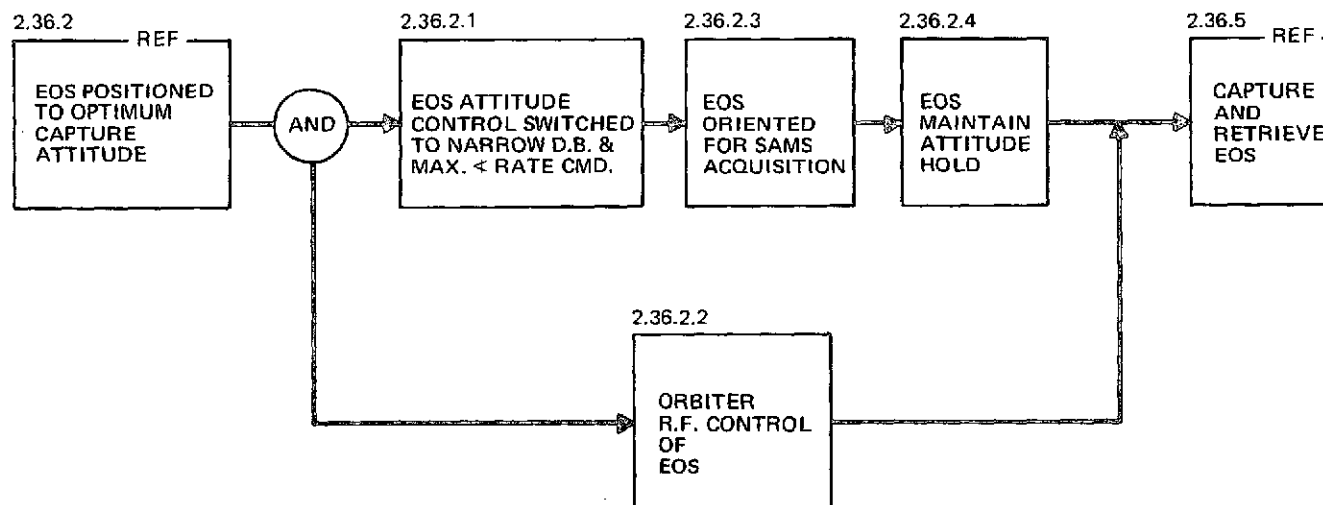 2.36.2
REF
EOS POSITIONED
TO OPTIMUM
CAPTURE
ATTITUDE
AND
2.36.2.1
EOS ATTITUDE
CONTROL SWITCHED
TO NARROW D.B. &
MAX. < RATE CMD.
2.36.2.3
EOS
ORIENTED
FOR SAMS
ACQUISITION
2.36.2.4
EOS
MAINTAIN
ATTITUDE
HOLD
2.36.5
REF
CAPTURE
AND
RETRIEVE
EOS
2.36.2.2
ORBITER
R.F. CONTROL
OF
EOS